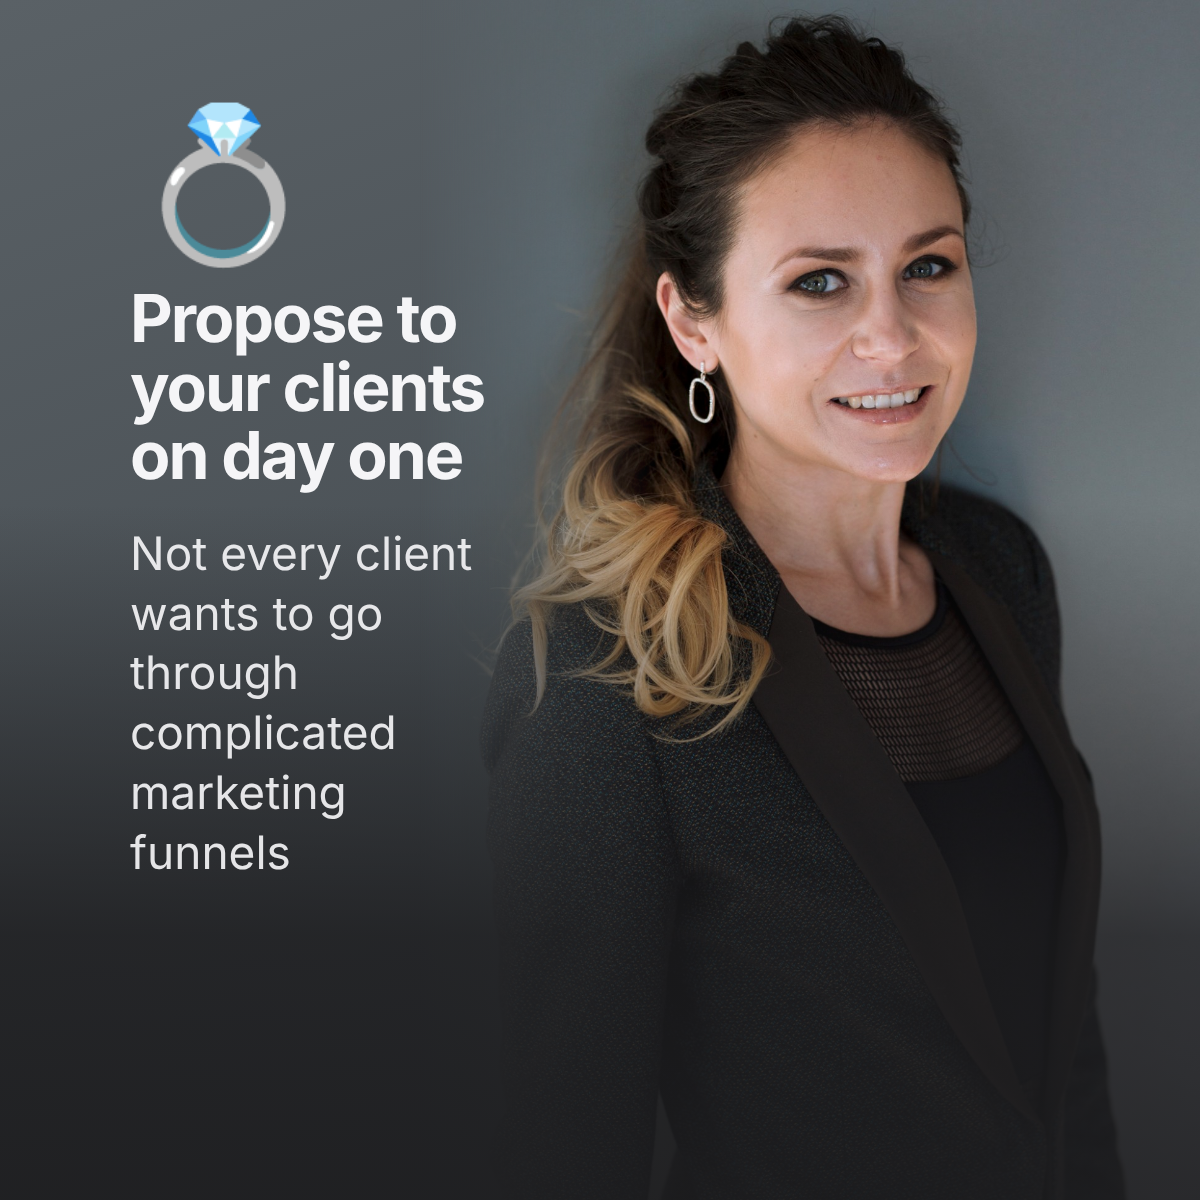 Propose to
your clients
on day one
Not every client
wants to go
through
complicated
marketing
funnels